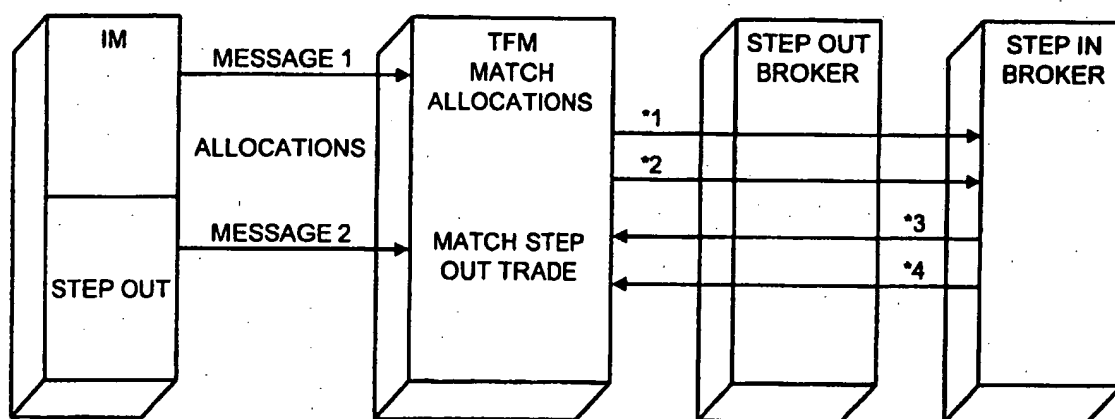 IM
MESSAGE 1
ALLOCATIONS
MESSAGE 2
STEP OUT
TFM
MATCH
ALLOCATIONS
MATCH STEP
OUT TRADE
STEP OUT
BROKER
STEP IN
BROKER
*1
*2
*3
*4